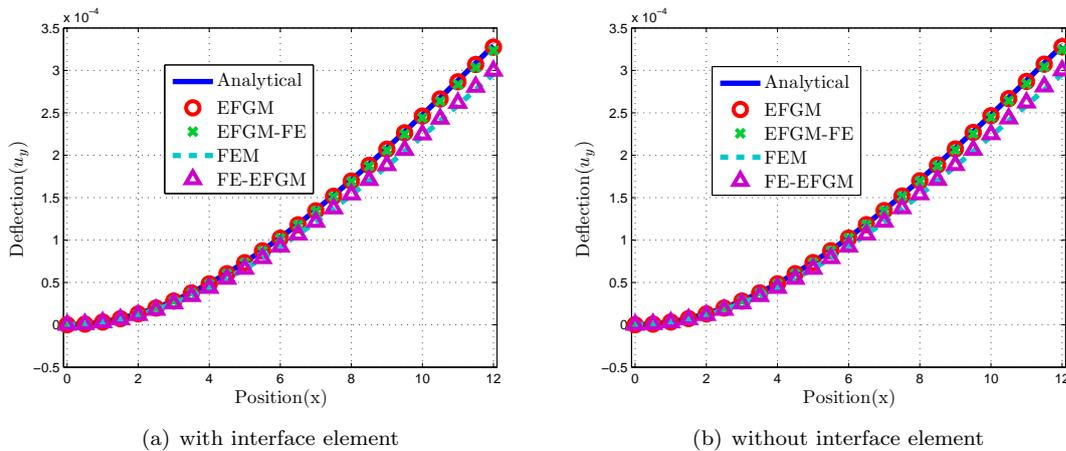 x 10⁻⁴
3.5
3
2.5
2
1.5
1
0.5
0
−0.5
Deflection(u_y)
Analytical
EFGM
EFGM-FE
FEM
FE-EFGM
0 2 4 6 8 10 12
Position(x)
(a) with interface element
x 10⁻⁴
3.5
3
2.5
2
1.5
1
0.5
0
−0.5
Deflection(u_y)
Analytical
EFGM
EFGM-FE
FEM
FE-EFGM
0 2 4 6 8 10 12
Position(x)
(b) without interface element